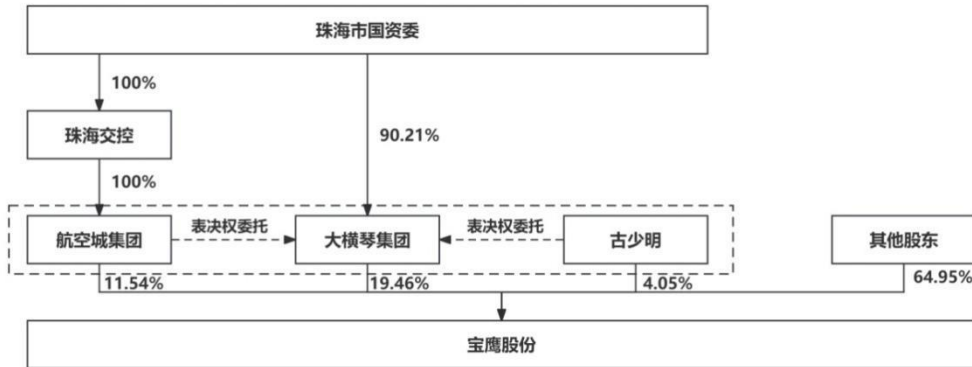 珠海市国资委
100%
珠海交控
90.21%
100%
航空城集团
表决权委托
大横琴集团
表决权委托
古少明
其他股东
11.54%
19.46%
4.05%
64.95%
宝鹰股份